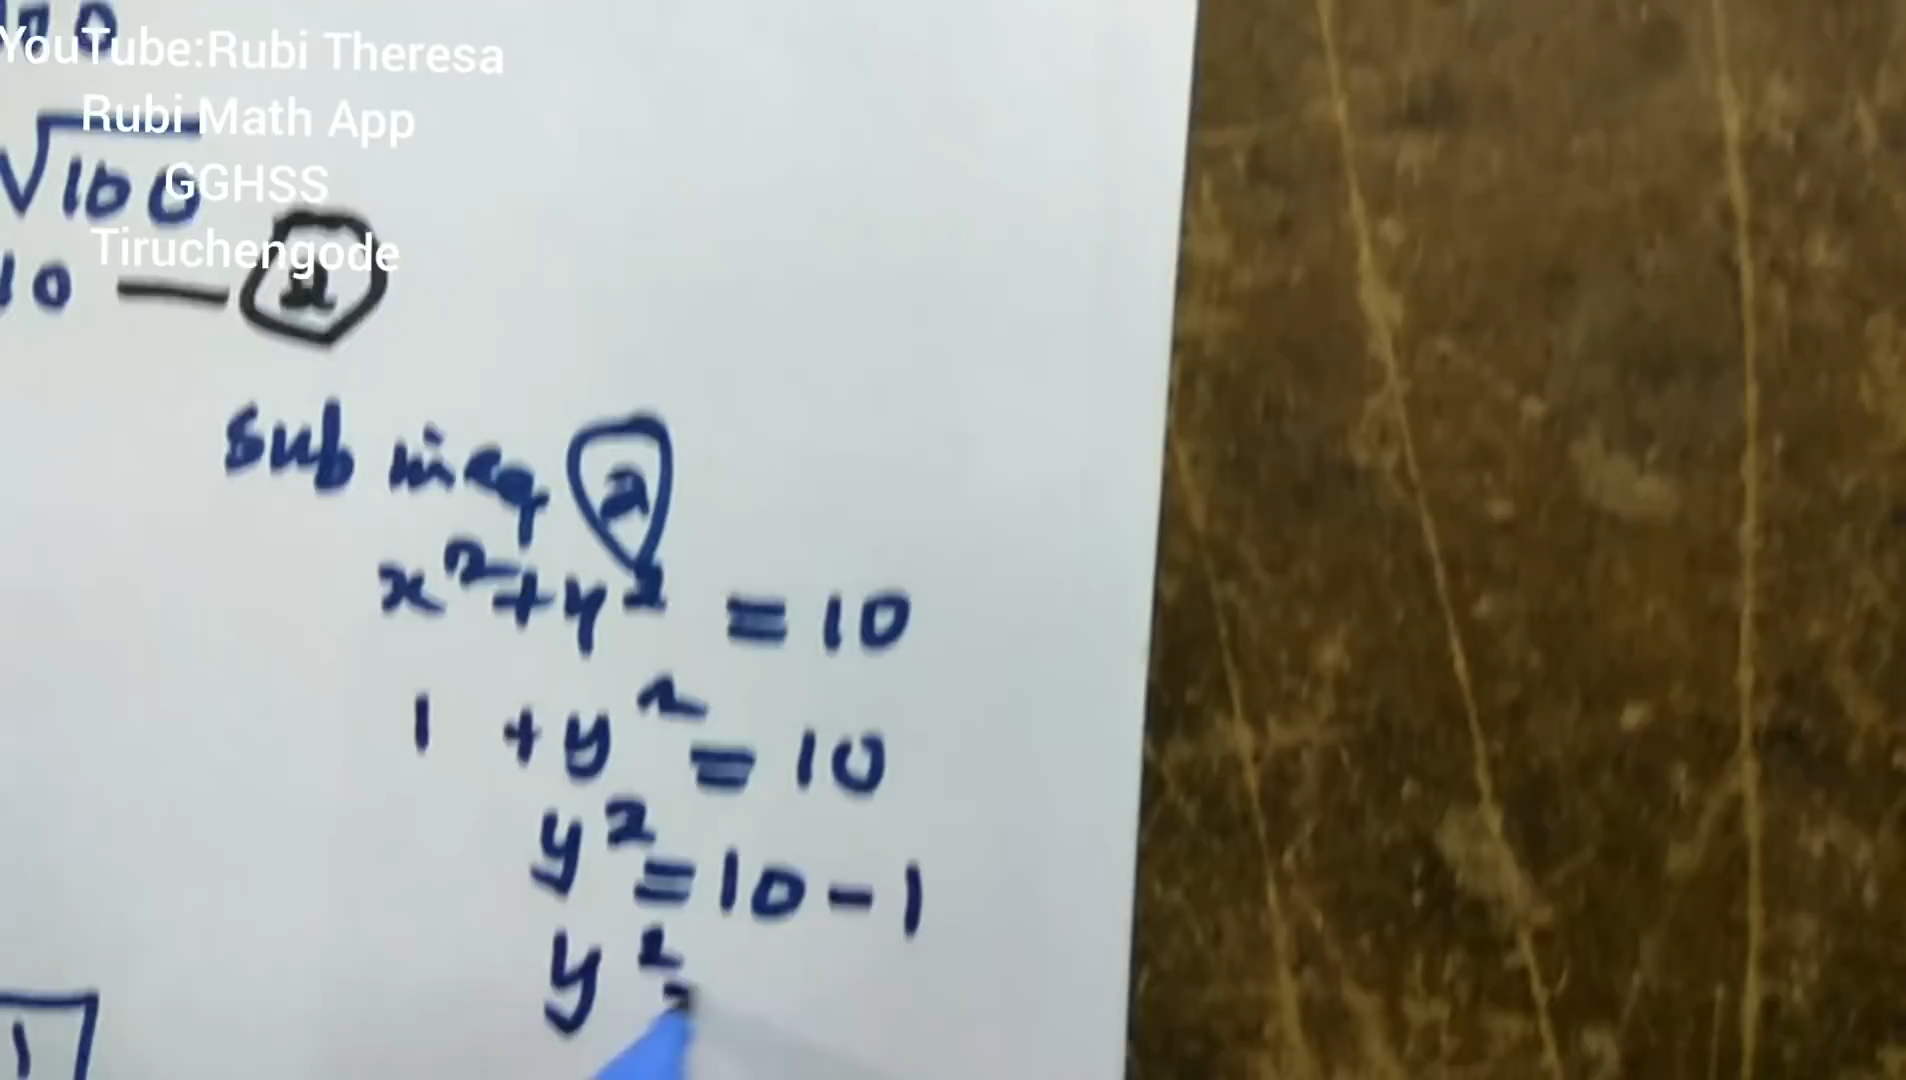 YouTube:Rubi Theresa
Rubi Math App
GGHSS
Tiruchengode
√100
10 — 2
sub in eq 2
x² + y² = 10
1 + y² = 10
y² = 10 - 1
y² =
1